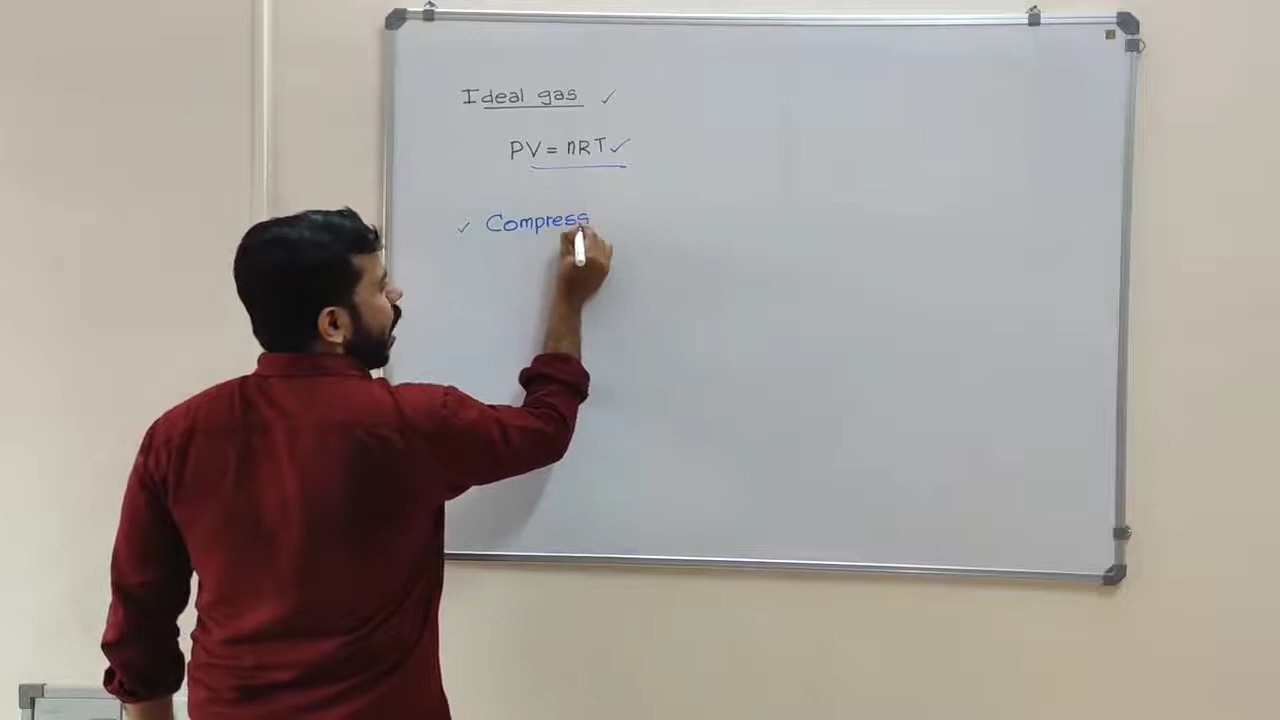 Ideal gas ✓
PV = nRT ✓
✓ Compress